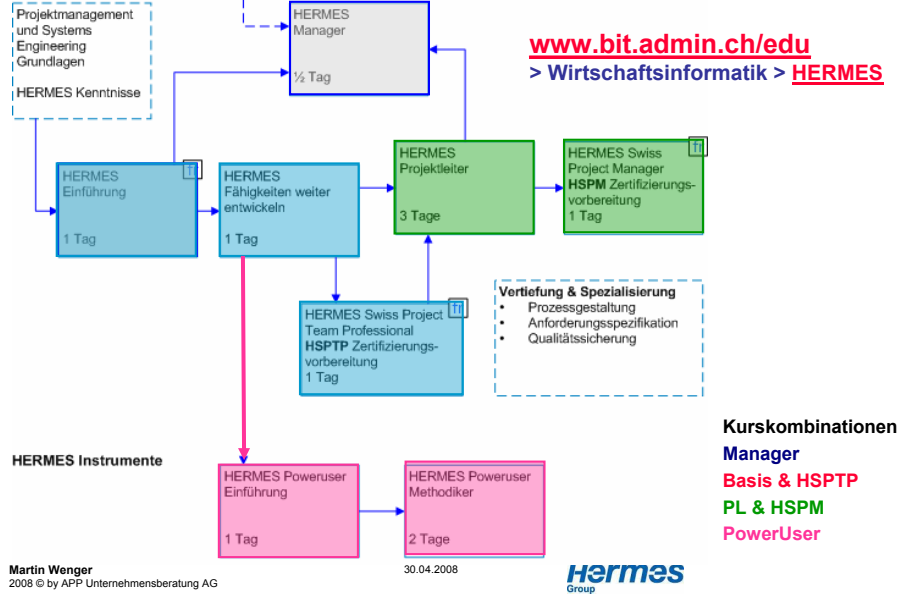 Projektmanagement
und Systems
Engineering
Grundlagen
HERMES Kenntnisse
HERMES
Manager
½ Tag
www.bit.admin.ch/edu
> Wirtschaftsinformatik > HERMES
HERMES
Einführung
1 Tag
fr
HERMES
Fähigkeiten weiter
entwickeln
1 Tag
HERMES
Projektleiter
3 Tage
HERMES Swiss
Project Manager
HSPM Zertifizierungs-
vorbereitung
1 Tag
fr
HERMES Swiss Project
Team Professional
HSPTP Zertifizierungs-
vorbereitung
1 Tag
fr
Vertiefung & Spezialisierung
• Prozessgestaltung
• Anforderungsspezifikation
• Qualitätssicherung
HERMES Instrumente
HERMES Poweruser
Einführung
1 Tag
HERMES Poweruser
Methodiker
2 Tage
Kurskombinationen
Manager
Basis & HSPTP
PL & HSPM
PowerUser
Martin Wenger
2008 © by APP Unternehmensberatung AG
30.04.2008
Hermes
Group